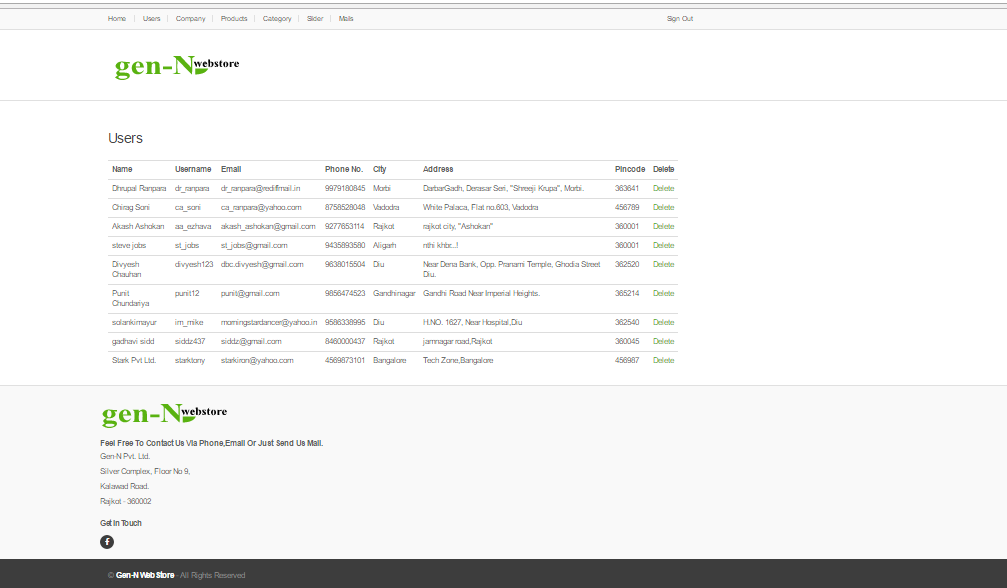 Home Users Company Products Category Slider Mails Sign Out
gen-N webstore
Users
Name Username Email Phone No. City Address Pincode Delete
Dhrupal Ranpara dr_ranpara dr_ranpara@rediffmail.in 9979180845 Morbi DarbarGadh, Derasar Seri, "Shreeji Krupa", Morbi. 363641 Delete
Chirag Soni ca_soni ca_ranpara@yahoo.com 8758528048 Vadodra White Palaca, Flat no.603, Vadodra 456789 Delete
Akash Ashokan aa_ezhava akash_ashokan@gmail.com 9277653114 Rajkot rajkot city, "Ashokan" 360001 Delete
steve jobs st_jobs st_jobs@gmail.com 9435893580 Aligarh nthi khbr...! 360001 Delete
Divyesh divyesh123 dbc.divyesh@gmail.com 9638015504 Diu Near Dena Bank, Opp. Pranami Temple, Ghodia Street 362520 Delete
Chauhan Diu.
Punit punit12 punit@gmail.com 9856474523 Gandhinagar Gandhi Road Near Imperial Heights. 365214 Delete
Chundariya
solankimayur im_mike morningstardancer@yahoo.in 9586338995 Diu H.NO. 1627, Near Hospital,Diu 362540 Delete
gadhavi sidd siddz437 siddz@gmail.com 8460000437 Rajkot jamnagar road,Rajkot 360045 Delete
Stark Pvt Ltd. starktony starkiron@yahoo.com 4569873101 Bangalore Tech Zone,Bangalore 456987 Delete
gen-N webstore
Feel Free To Contact Us Via Phone,Email Or Just Send Us Mail.
Gen-N Pvt. Ltd.
Silver Complex, Floor No 9,
Kalawad Road.
Rajkot - 360002
Get In Touch
© Gen-N Web Store - All Rights Reserved